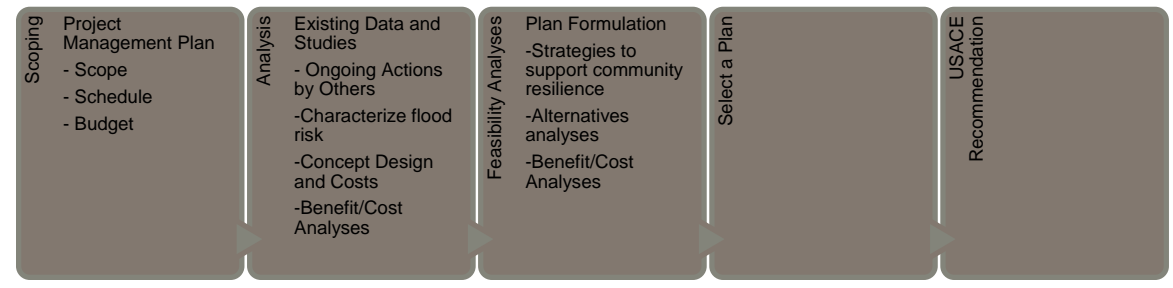 Scoping
Project
Management Plan
- Scope
- Schedule
- Budget
Analysis
Existing Data and
Studies
- Ongoing Actions
by Others
-Characterize flood
risk
-Concept Design
and Costs
-Benefit/Cost
Analyses
Feasibility Analyses
Plan Formulation
-Strategies to
support community
resilience
-Alternatives
analyses
-Benefit/Cost
Analyses
Select a Plan
USACE
Recommendation